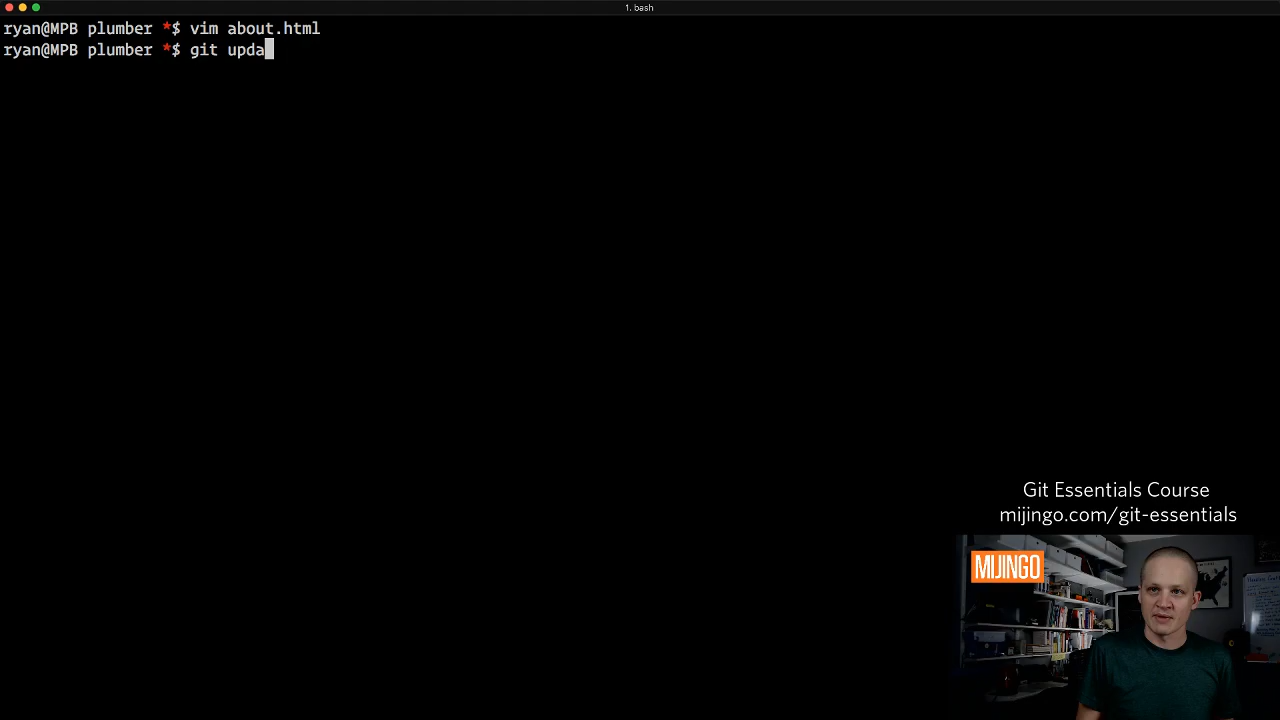 1. bash
ryan@MPB plumber *$ vim about.html
ryan@MPB plumber *$ git upda
Git Essentials Course
mijingo.com/git-essentials
MIJINGO